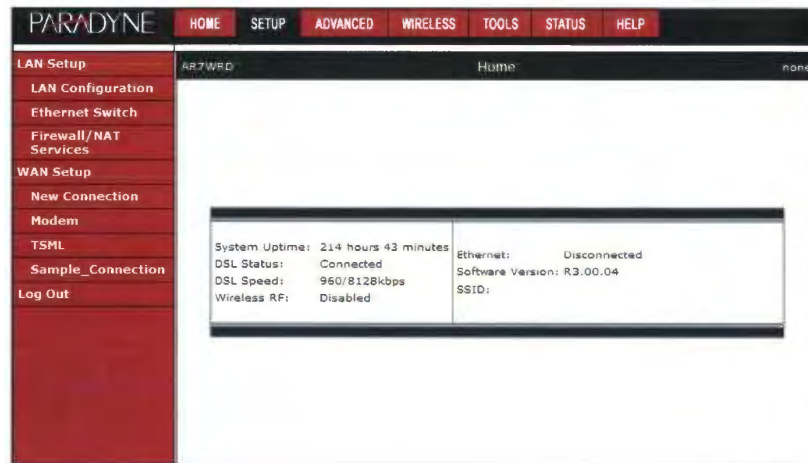 PARADYNE HOME SETUP ADVANCED WIRELESS TOOLS STATUS HELP
AR7WRD Home none
LAN Setup
LAN Configuration
Ethernet Switch
Firewall/NAT
Services
WAN Setup
New Connection
Modem
TSML
Sample_Connection
Log Out
System Uptime: 214 hours 43 minutes
DSL Status: Connected
DSL Speed: 960/8128kbps
Wireless RF: Disabled
Ethernet: Disconnected
Software Version: R3.00.04
SSID: